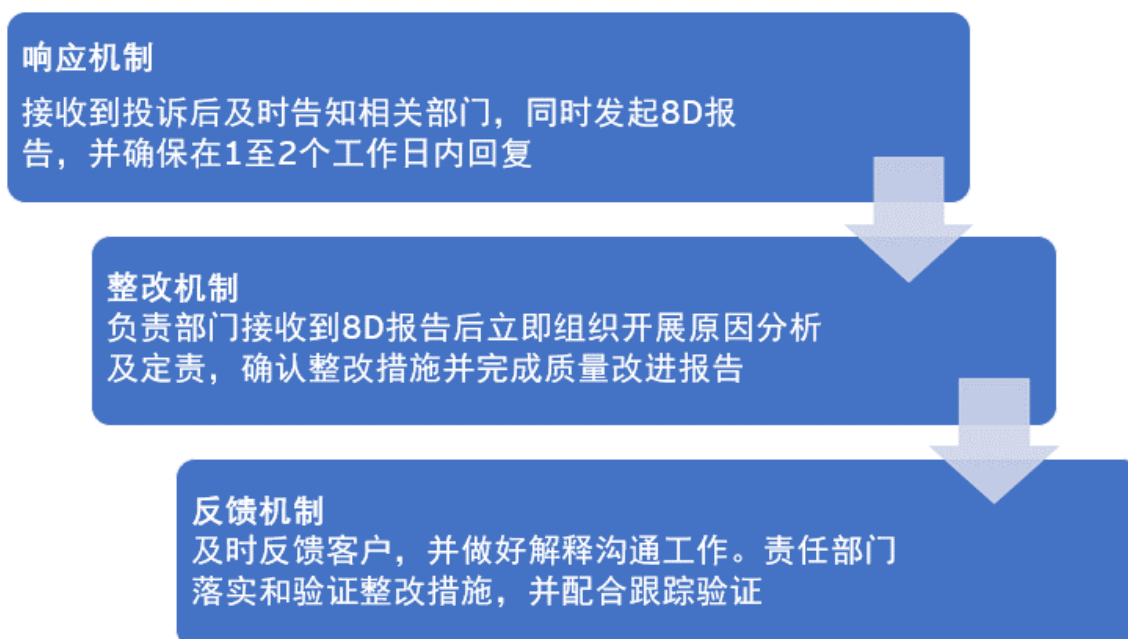 响应机制
接收到投诉后及时告知相关部门，同时发起8D报
告，并确保在1至2个工作日内回复
整改机制
负责部门接收到8D报告后立即组织开展原因分析
及定责，确认整改措施并完成质量改进报告
反馈机制
及时反馈客户，并做好解释沟通工作。责任部门
落实和验证整改措施，并配合跟踪验证